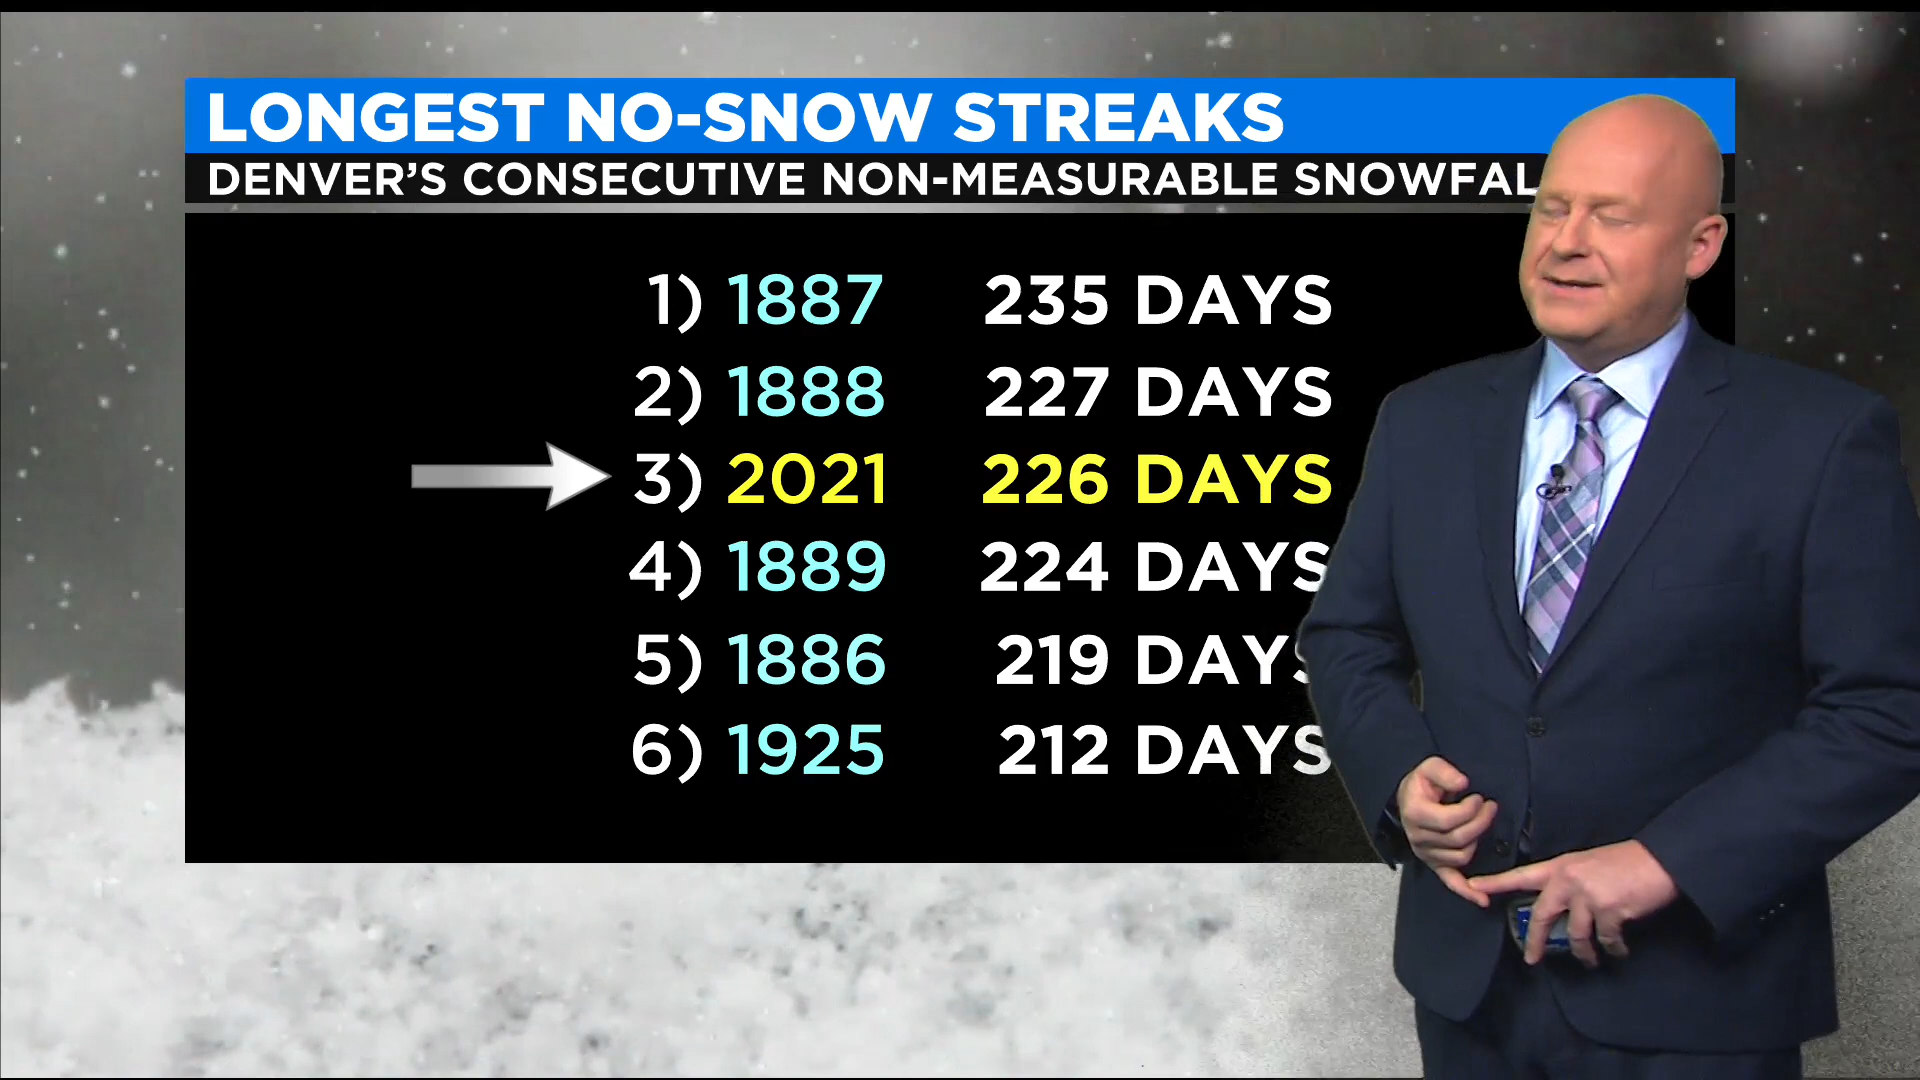 LONGEST NO-SNOW STREAKS
DENVER'S CONSECUTIVE NON-MEASURABLE SNOWFAL
1) 1887 235 DAYS
2) 1888 227 DAYS
3) 2021 226 DAYS
4) 1889 224 DAYS
5) 1886 219 DAYS
6) 1925 212 DAYS